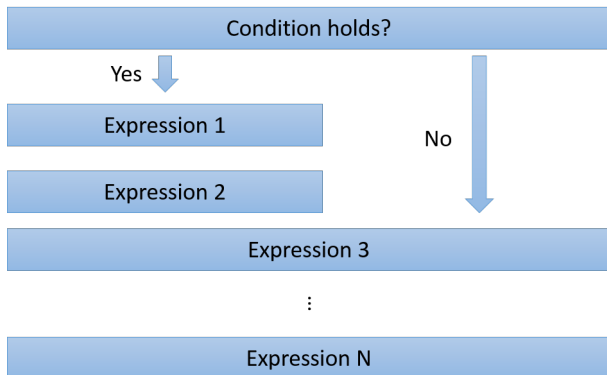 Condition holds?
Yes
Expression 1
No
Expression 2
Expression 3
⋮
Expression N